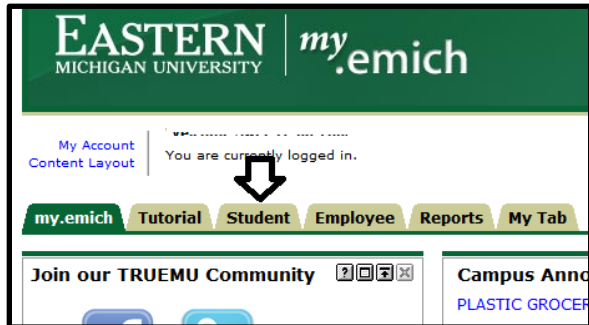 EASTERN
MICHIGAN UNIVERSITY
my.emich
My Account
Content Layout
You are currently logged in.
my.emich Tutorial Student Employee Reports My Tab
Join our TRUEMU Community
Campus Anno
PLASTIC GROCER